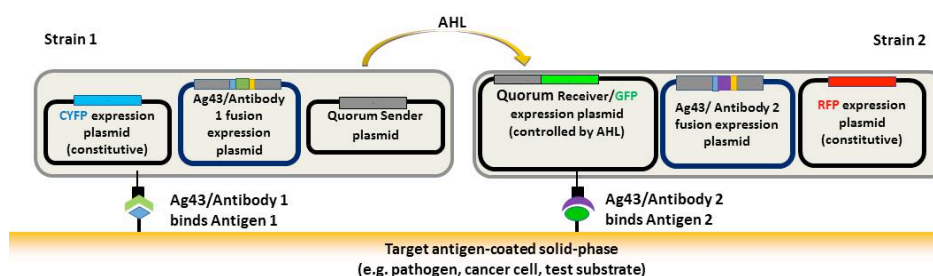 AHL
Strain 1
Strain 2
CYFP expression
plasmid
(constitutive)
Ag43/Antibody
1 fusion
expression
plasmid
Quorum Sender
plasmid
Quorum Receiver/GFP
expression plasmid
(controlled by AHL)
Ag43/ Antibody 2
fusion expression
plasmid
RFP expression
plasmid
(constitutive)
Ag43/Antibody 1
binds Antigen 1
Ag43/Antibody 2
binds Antigen 2
Target antigen-coated solid-phase
(e.g. pathogen, cancer cell, test substrate)